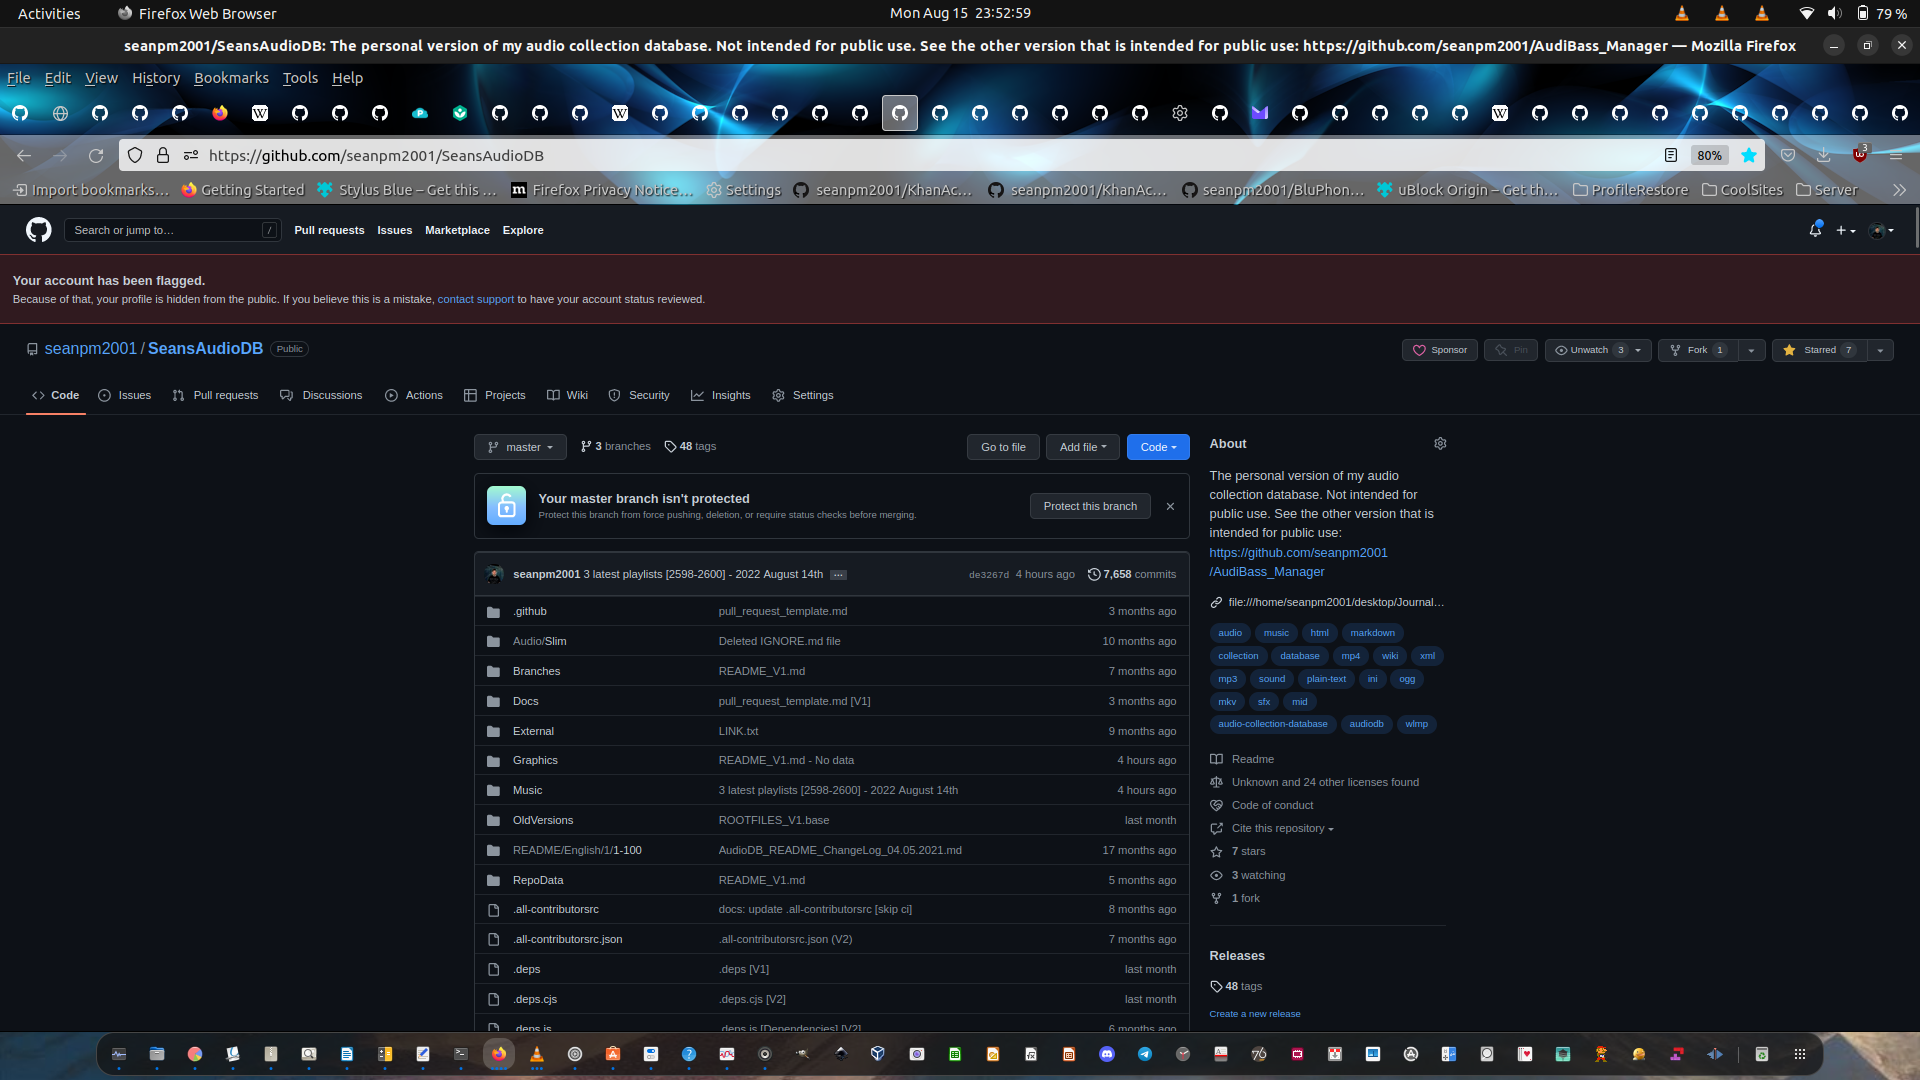 Activities
Firefox Web Browser
Mon Aug 15 23:52:59
79 %
seanpm2001/SeansAudioDB: The personal version of my audio collection database. Not intended for public use. See the other version that is intended for public use: https://github.com/seanpm2001/AudiBass_Manager — Mozilla Firefox
File Edit View History Bookmarks Tools Help
https://github.com/seanpm2001/SeansAudioDB
80%
3
Import bookmarks… Getting Started Stylus Blue – Get this … Firefox Privacy Notice… Settings seanpm2001/KhanAc… seanpm2001/KhanAc… seanpm2001/BluPhon… uBlock Origin – Get th… ProfileRestore CoolSites Server
Search or jump to… /
Pull requests Issues Marketplace Explore
Your account has been flagged.
Because of that, your profile is hidden from the public. If you believe this is a mistake, contact support to have your account status reviewed.
seanpm2001 / SeansAudioDB Public
Sponsor Pin Unwatch 3 Fork 1 Starred 7
Code Issues Pull requests Discussions Actions Projects Wiki Security Insights Settings
master 3 branches 48 tags
Go to file Add file Code
Your master branch isn't protected
Protect this branch from force pushing, deletion, or require status checks before merging.
Protect this branch
seanpm2001 3 latest playlists [2598-2600] - 2022 August 14th … de3267d 4 hours ago 7,658 commits
.github pull_request_template.md 3 months ago
Audio/Slim Deleted IGNORE.md file 10 months ago
Branches README_V1.md 7 months ago
Docs pull_request_template.md [V1] 3 months ago
External LINK.txt 9 months ago
Graphics README_V1.md - No data 4 hours ago
Music 3 latest playlists [2598-2600] - 2022 August 14th 4 hours ago
OldVersions ROOTFILES_V1.base last month
README/English/1/1-100 AudioDB_README_ChangeLog_04.05.2021.md 17 months ago
RepoData README_V1.md 5 months ago
.all-contributorsrc docs: update .all-contributorsrc [skip ci] 8 months ago
.all-contributorsrc.json .all-contributorsrc.json (V2) 7 months ago
.deps .deps [V1] last month
.deps.cjs .deps.cjs [V2] last month
.deps.js .deps.js [Dependencies] [V2] 6 months ago
About
The personal version of my audio
collection database. Not intended for
public use. See the other version that is
intended for public use:
https://github.com/seanpm2001
/AudiBass_Manager
file:///home/seanpm2001/desktop/Journal…
audio music html markdown
collection database mp4 wiki xml
mp3 sound plain-text ini ogg
mkv sfx mid
audio-collection-database audiodb wlmp
Readme
Unknown and 24 other licenses found
Code of conduct
Cite this repository
7 stars
3 watching
1 fork
Releases
48 tags
Create a new release